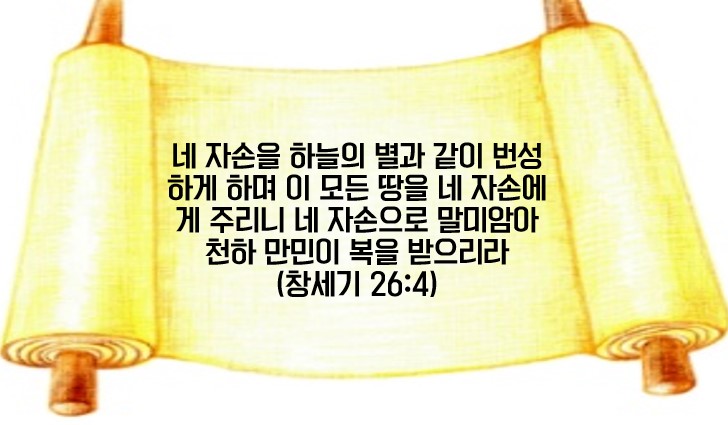 네 자손을 하늘의 별과 같이 번성
하게 하며 이 모든 땅을 네 자손에
게 주리니 네 자손으로 말미암아
천하 만민이 복을 받으리라
(창세기 26:4)